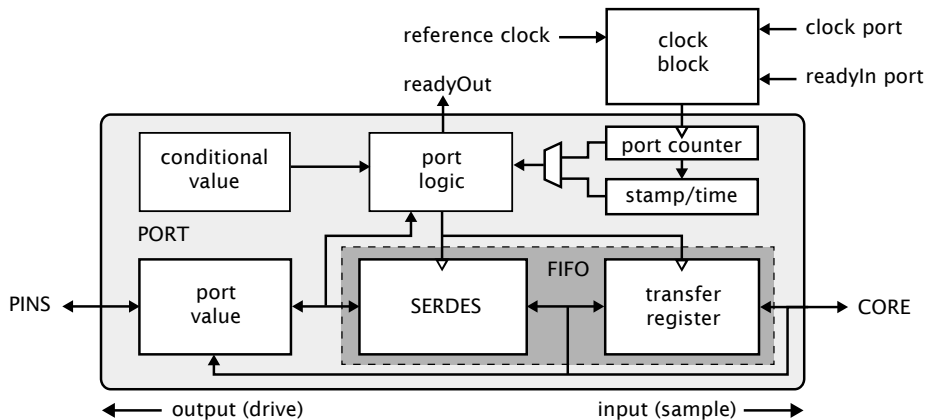 reference clock
clock
block
clock port
readyIn port
readyOut
conditional
value
port
logic
port counter
stamp/time
PORT
FIFO
PINS
port
value
SERDES
transfer
register
CORE
output (drive)
input (sample)